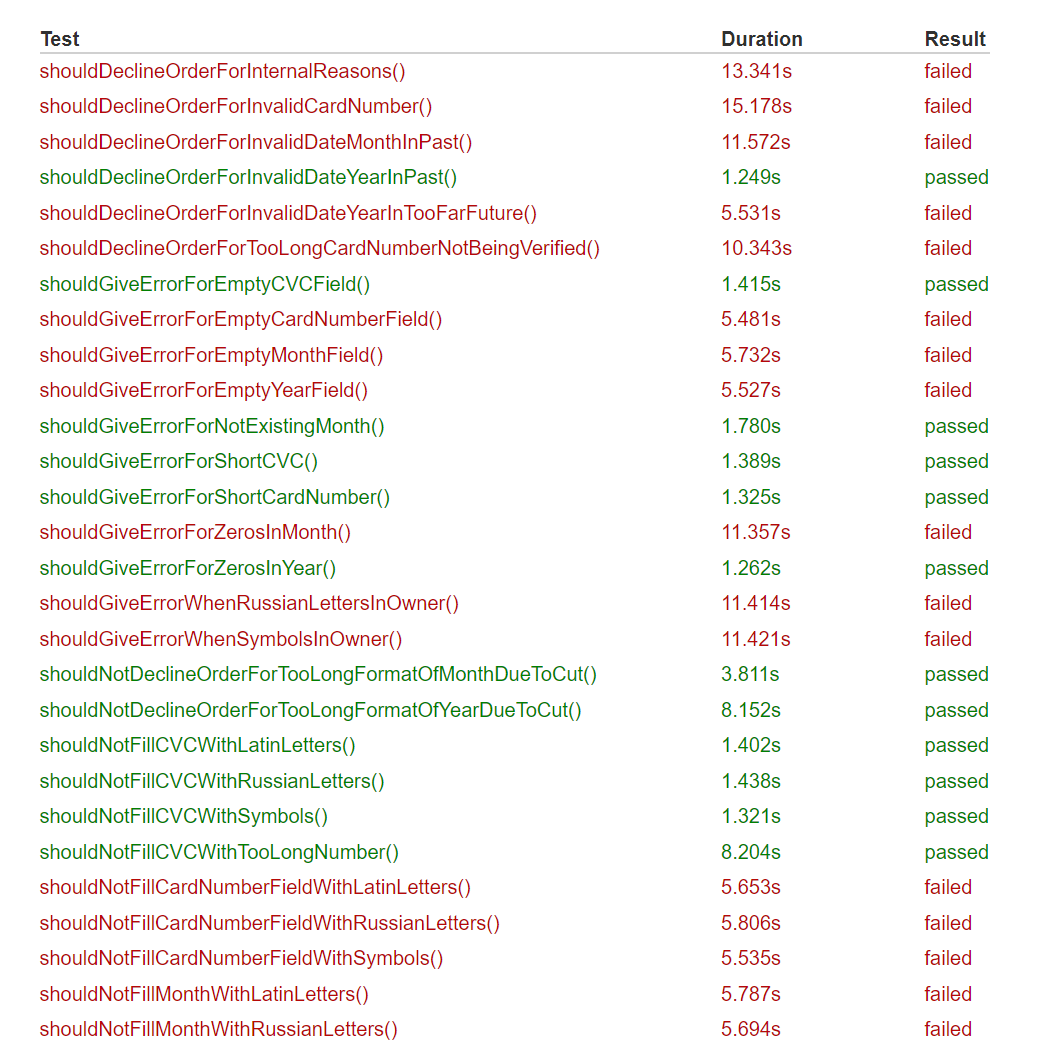 Test Duration Result
shouldDeclineOrderForInternalReasons() 13.341s failed
shouldDeclineOrderForInvalidCardNumber() 15.178s failed
shouldDeclineOrderForInvalidDateMonthInPast() 11.572s failed
shouldDeclineOrderForInvalidDateYearInPast() 1.249s passed
shouldDeclineOrderForInvalidDateYearInTooFarFuture() 5.531s failed
shouldDeclineOrderForTooLongCardNumberNotBeingVerified() 10.343s failed
shouldGiveErrorForEmptyCVCField() 1.415s passed
shouldGiveErrorForEmptyCardNumberField() 5.481s failed
shouldGiveErrorForEmptyMonthField() 5.732s failed
shouldGiveErrorForEmptyYearField() 5.527s failed
shouldGiveErrorForNotExistingMonth() 1.780s passed
shouldGiveErrorForShortCVC() 1.389s passed
shouldGiveErrorForShortCardNumber() 1.325s passed
shouldGiveErrorForZerosInMonth() 11.357s failed
shouldGiveErrorForZerosInYear() 1.262s passed
shouldGiveErrorWhenRussianLettersInOwner() 11.414s failed
shouldGiveErrorWhenSymbolsInOwner() 11.421s failed
shouldNotDeclineOrderForTooLongFormatOfMonthDueToCut() 3.811s passed
shouldNotDeclineOrderForTooLongFormatOfYearDueToCut() 8.152s passed
shouldNotFillCVCWithLatinLetters() 1.402s passed
shouldNotFillCVCWithRussianLetters() 1.438s passed
shouldNotFillCVCWithSymbols() 1.321s passed
shouldNotFillCVCWithTooLongNumber() 8.204s passed
shouldNotFillCardNumberFieldWithLatinLetters() 5.653s failed
shouldNotFillCardNumberFieldWithRussianLetters() 5.806s failed
shouldNotFillCardNumberFieldWithSymbols() 5.535s failed
shouldNotFillMonthWithLatinLetters() 5.787s failed
shouldNotFillMonthWithRussianLetters() 5.694s failed